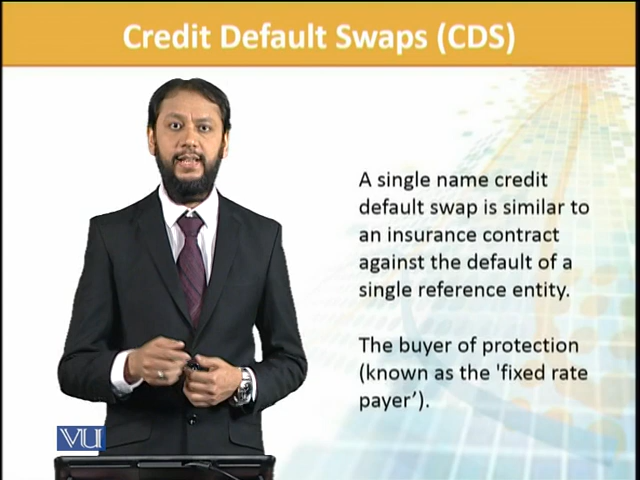 Credit Default Swaps (CDS)
A single name credit
default swap is similar to
an insurance contract
against the default of a
single reference entity.
The buyer of protection
(known as the 'fixed rate
payer’).
VU